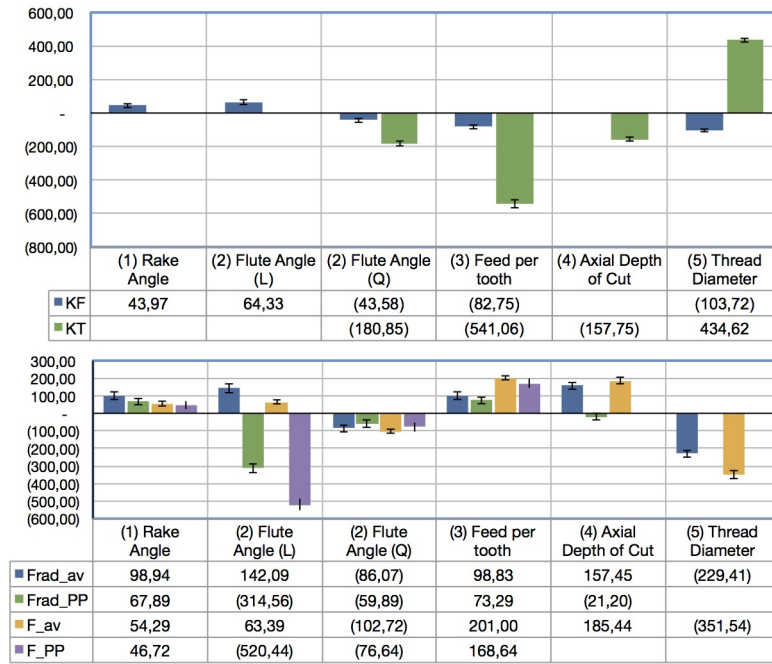 600,00
400,00
200,00
-
(200,00)
(400,00)
(600,00)
(800,00)
(1) Rake Angle (2) Flute Angle (L) (2) Flute Angle (Q) (3) Feed per tooth (4) Axial Depth of Cut (5) Thread Diameter
KF 43,97 64,33 (43,58) (82,75) (103,72)
KT (180,85) (541,06) (157,75) 434,62
300,00
200,00
100,00
-
(100,00)
(200,00)
(300,00)
(400,00)
(500,00)
(600,00)
(1) Rake Angle (2) Flute Angle (L) (2) Flute Angle (Q) (3) Feed per tooth (4) Axial Depth of Cut (5) Thread Diameter
Frad_av 98,94 142,09 (86,07) 98,83 157,45 (229,41)
Frad_PP 67,89 (314,56) (59,89) 73,29 (21,20)
F_av 54,29 63,39 (102,72) 201,00 185,44 (351,54)
F_PP 46,72 (520,44) (76,64) 168,64